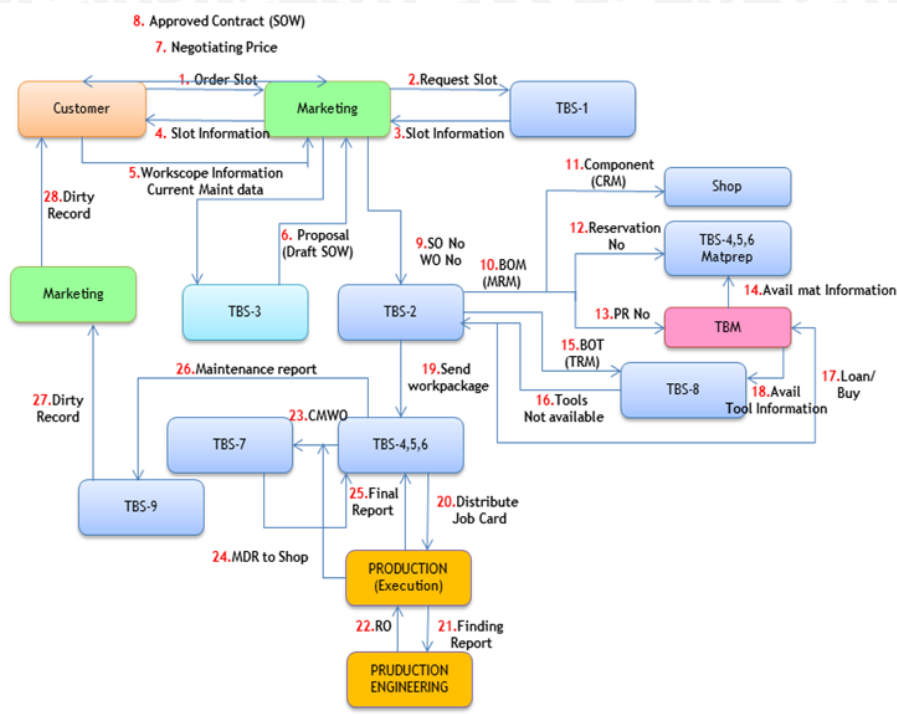 8. Approved Contract (SOW)
7. Negotiating Price
1. Order Slot
2.Request Slot
Customer
Marketing
TBS-1
4. Slot Information
3.Slot Information
5.Workscope Information
Current Maint data
11.Component
(CRM)
Shop
28.Dirty
Record
6. Proposal
(Draft SOW)
9.SO No
WO No
10.BOM
(MRM)
12.Reservation
No
TBS-4,5,6
Matprep
14.Avail mat Information
Marketing
TBS-3
TBS-2
13.PR No
TBM
15.BOT
(TRM)
26.Maintenance report
19.Send
workpackage
TBS-8
17.Loan/
Buy
16.Tools
Not available
18.Avail
Tool Information
27.Dirty
Record
23.CMWO
TBS-7
TBS-4,5,6
TBS-9
25.Final
Report
20.Distribute
Job Card
24.MDR to Shop
PRODUCTION
(Execution)
22.RO
21.Finding
Report
PRUDUCTION
ENGINEERING